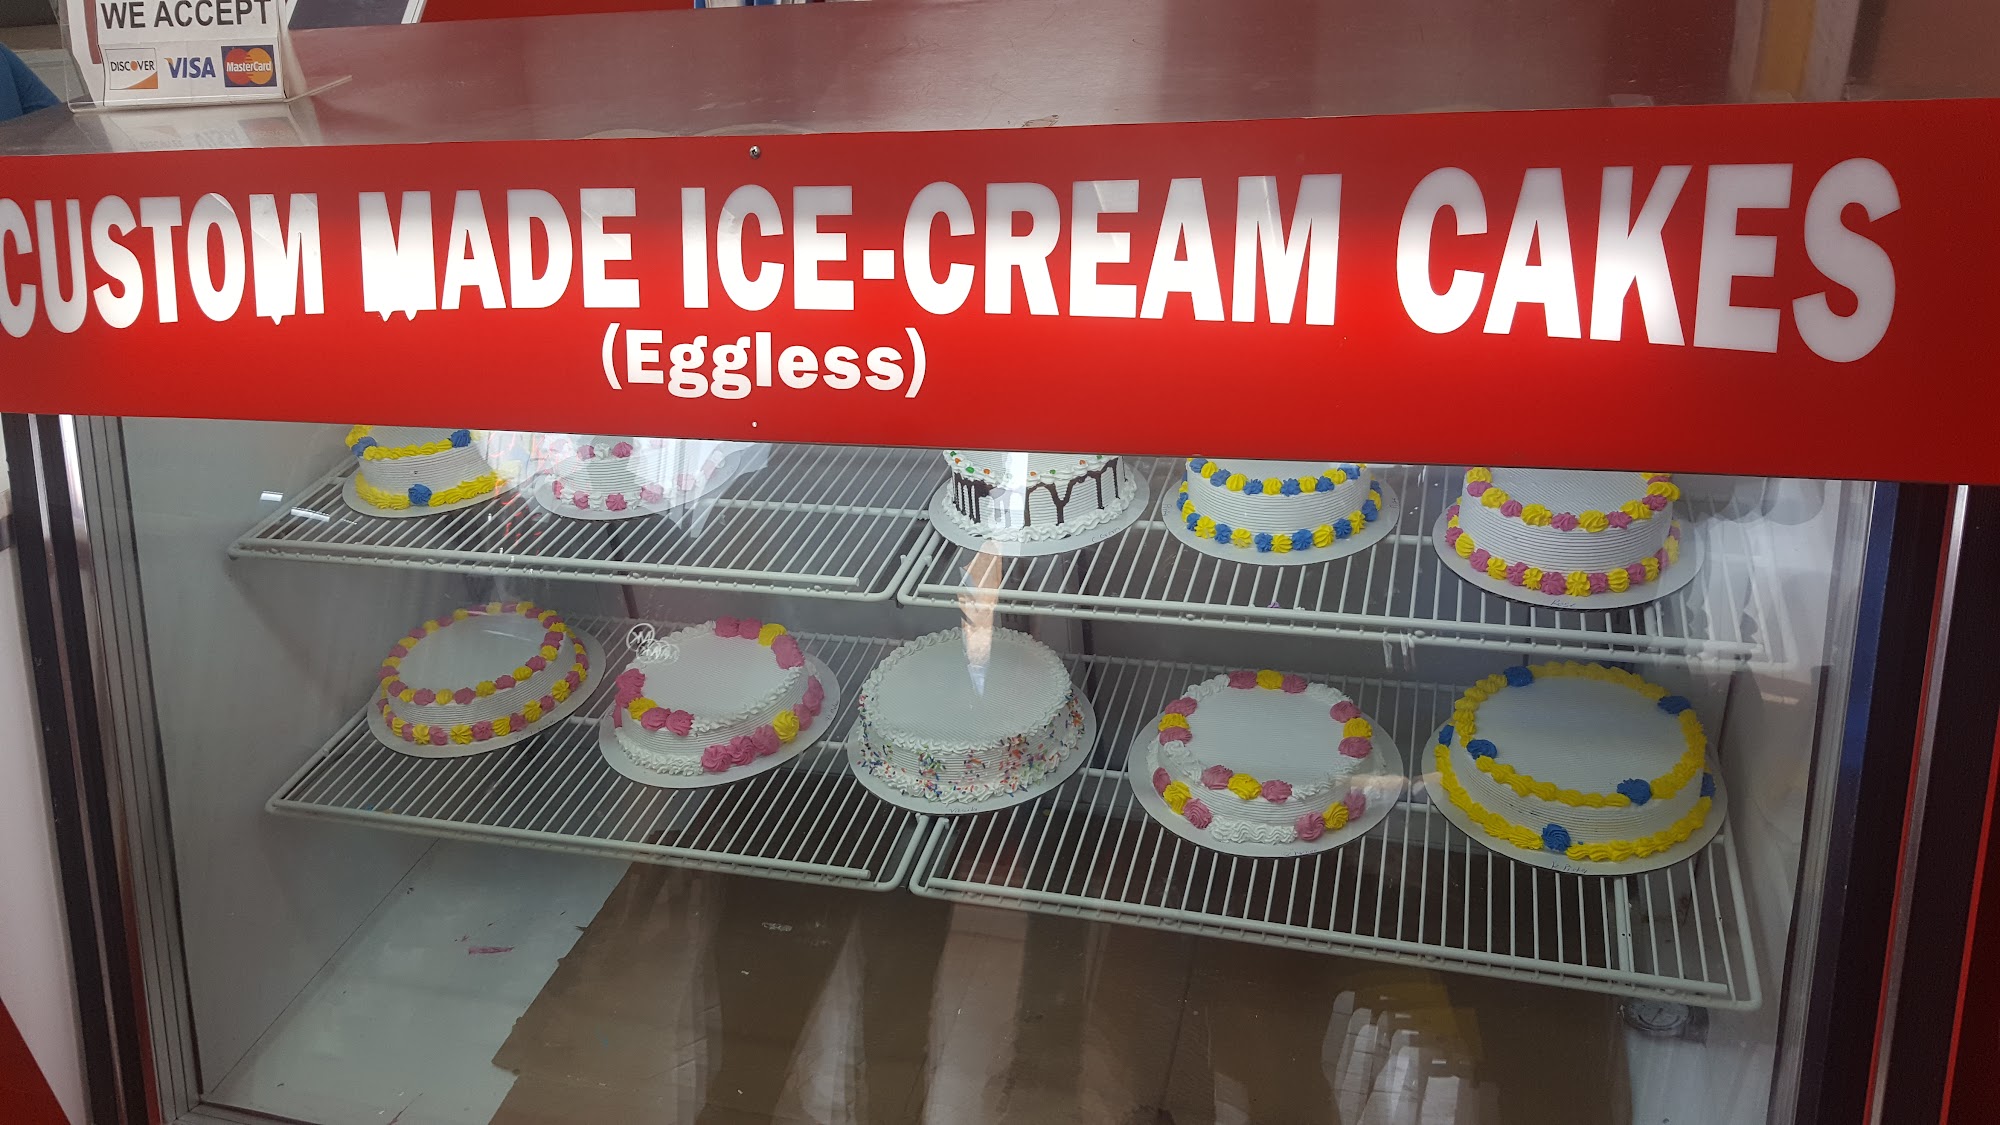 WE ACCEPT
DISCOVER VISA MasterCard
CUSTOM MADE ICE-CREAM CAKES
(Eggless)